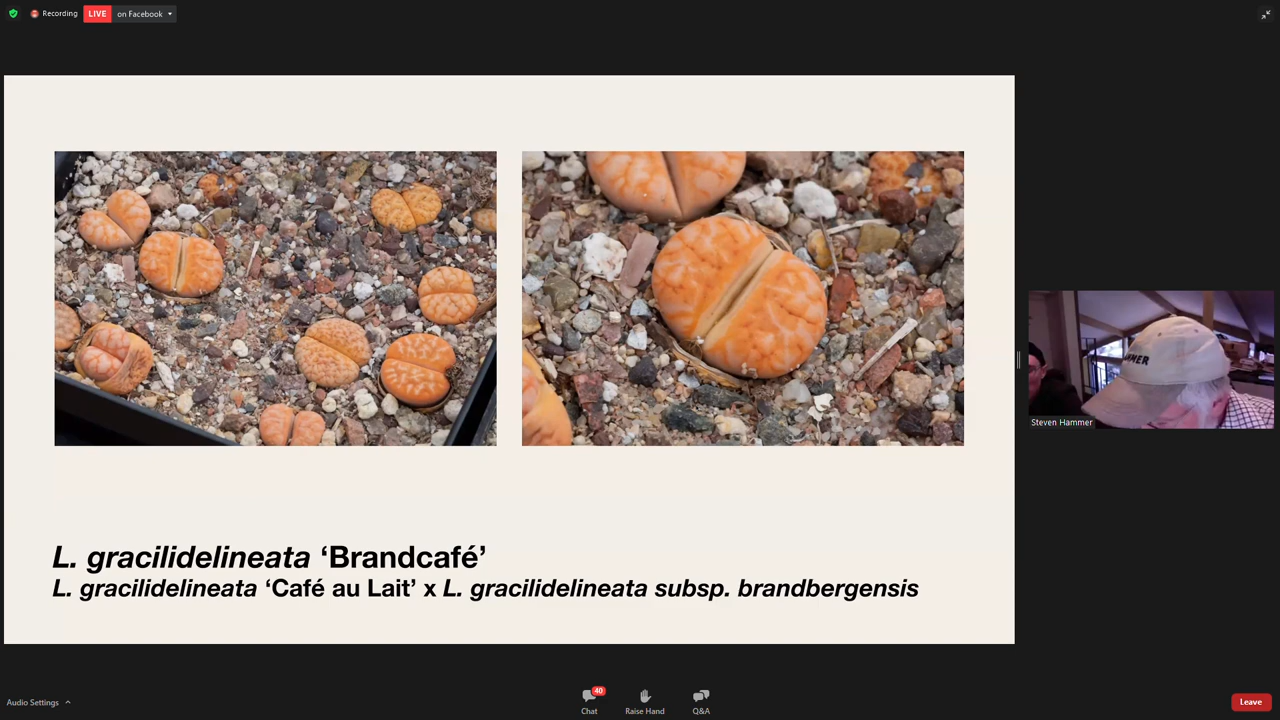 Recording
LIVE
on Facebook
L. gracilidelineata ‘Brandcafé’
L. gracilidelineata ‘Café au Lait’ x L. gracilidelineata subsp. brandbergensis
Steven Hammer
Audio Settings
40
Chat
Raise Hand
Q&A
Leave